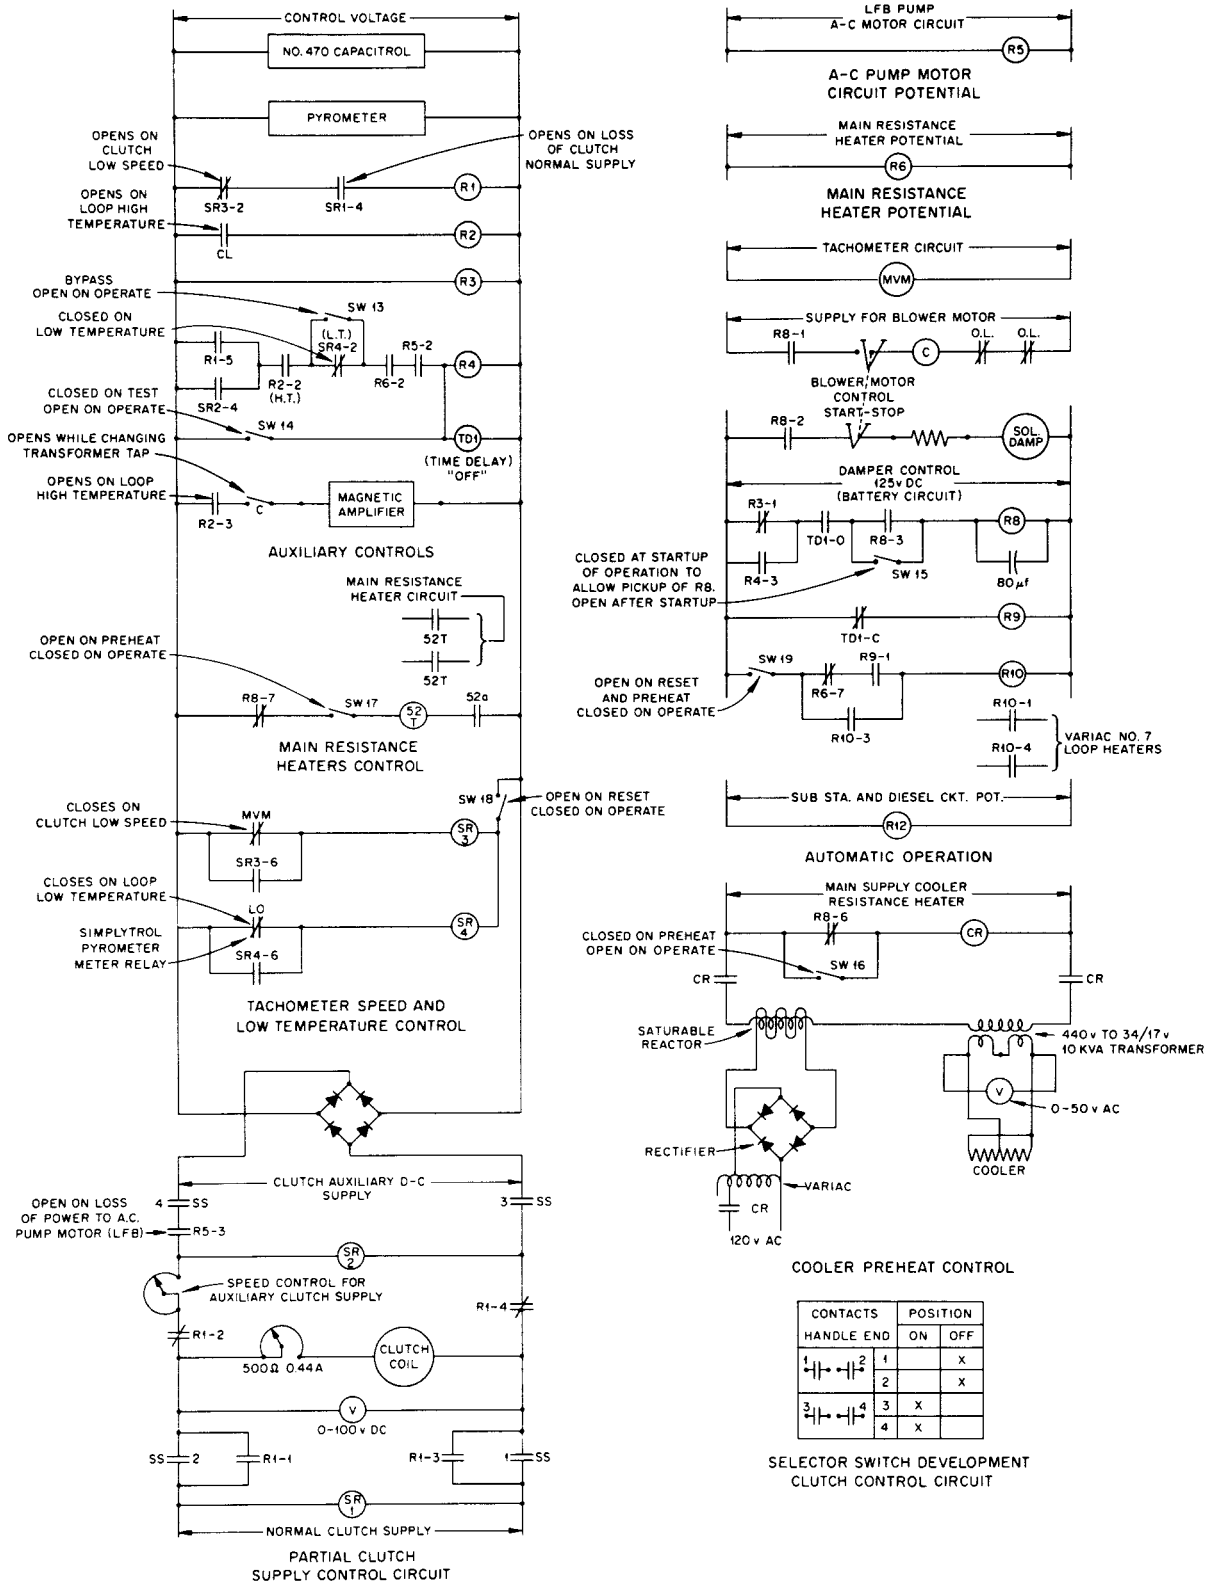 CONTROL VOLTAGE
NO. 470 CAPACITROL
PYROMETER
OPENS ON
CLUTCH
LOW SPEED
OPENS ON LOSS
OF CLUTCH
NORMAL SUPPLY
SR3-2
SR1-4
R1
OPENS ON
LOOP HIGH
TEMPERATURE
CL
R2
R3
BYPASS
OPEN ON OPERATE
SW 13
CLOSED ON
LOW TEMPERATURE
(L.T.)
SR4-2
R1-5
R2-2
(H.T.)
R6-2
R5-2
R4
SR2-4
CLOSED ON TEST
OPEN ON OPERATE
SW 14
TD1
(TIME DELAY)
"OFF"
OPENS WHILE CHANGING
TRANSFORMER TAP
OPENS ON LOOP
HIGH TEMPERATURE
R2-3
C
MAGNETIC
AMPLIFIER
AUXILIARY CONTROLS
MAIN RESISTANCE
HEATER CIRCUIT
52T
52T
OPEN ON PREHEAT
CLOSED ON OPERATE
R8-7
SW 17
52
T
52a
MAIN RESISTANCE
HEATERS CONTROL
SW 18
OPEN ON RESET
CLOSED ON OPERATE
CLOSES ON
CLUTCH LOW SPEED
MVM
SR3-6
SR
3
CLOSES ON LOOP
LOW TEMPERATURE
LO
SIMPLYTROL
PYROMETER
METER RELAY
SR4-6
SR
4
TACHOMETER SPEED AND
LOW TEMPERATURE CONTROL
CLUTCH AUXILIARY D-C
SUPPLY
4 SS
3 SS
OPEN ON LOSS
OF POWER TO A.C.
PUMP MOTOR (LFB)
R5-3
SR
2
SPEED CONTROL FOR
AUXILIARY CLUTCH SUPPLY
R1-4
R1-2
500Ω 0.44A
CLUTCH
COIL
V
0-100 v DC
SS 2
R1-1
R1-3
1 SS
SR
1
NORMAL CLUTCH SUPPLY
PARTIAL CLUTCH
SUPPLY CONTROL CIRCUIT
LFB PUMP
A-C MOTOR CIRCUIT
R5
A-C PUMP MOTOR
CIRCUIT POTENTIAL
MAIN RESISTANCE
HEATER POTENTIAL
R6
MAIN RESISTANCE
HEATER POTENTIAL
TACHOMETER CIRCUIT
MVM
SUPPLY FOR BLOWER MOTOR
R8-1
C
O.L.
O.L.
BLOWER MOTOR
CONTROL
START-STOP
R8-2
SOL.
DAMP
DAMPER CONTROL
125v DC
(BATTERY CIRCUIT)
R3-1
TD1-O
R8-3
R8
R4-3
SW 15
80 μf
CLOSED AT STARTUP
OF OPERATION TO
ALLOW PICKUP OF R8.
OPEN AFTER STARTUP
TD1-C
R9
SW 19
R6-7
R9-1
R10
OPEN ON RESET
AND PREHEAT
CLOSED ON OPERATE
R10-3
R10-1
R10-4
VARIAC NO. 7
LOOP HEATERS
SUB STA. AND DIESEL CKT. POT.
R12
AUTOMATIC OPERATION
MAIN SUPPLY COOLER
RESISTANCE HEATER
R8-6
CR
CLOSED ON PREHEAT
OPEN ON OPERATE
SW 16
CR
CR
SATURABLE
REACTOR
440v TO 34/17v
10 KVA TRANSFORMER
V
0-50 v AC
RECTIFIER
COOLER
VARIAC
CR
120 v AC
COOLER PREHEAT CONTROL
CONTACTS POSITION
HANDLE END ON OFF
1 2 1 X
2 X
3 4 3 X
4 X
SELECTOR SWITCH DEVELOPMENT
CLUTCH CONTROL CIRCUIT